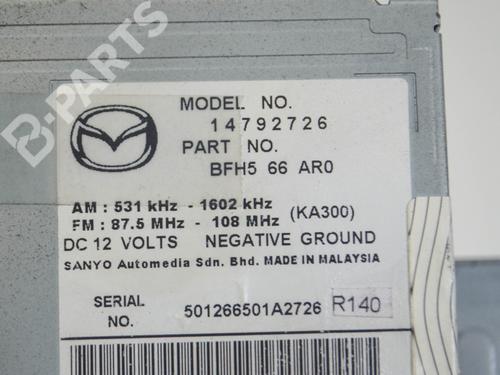 B-PARTS
MODEL NO.
14792726
PART NO.
BFH5 66 AR0
AM : 531 kHz - 1602 kHz
FM : 87.5 MHz - 108 MHz (KA300)
DC 12 VOLTS NEGATIVE GROUND
SANYO Automedia Sdn. Bhd. MADE IN MALAYSIA
SERIAL NO. 501266501A2726 R140